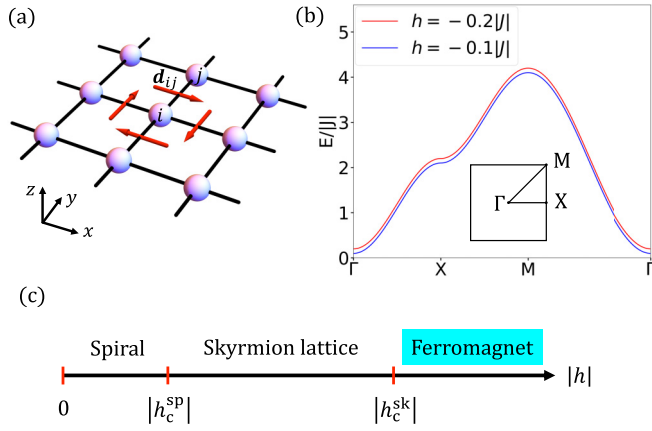 (a)
d_ij
j
i
z
y
x
(b)
h = −0.2|J|
h = −0.1|J|
E/|J|
5
4
3
2
1
0
Γ
X
M
Γ
M
Γ
X
(c)
Spiral
Skyrmion lattice
Ferromagnet
|h|
0
|h_c^sp|
|h_c^sk|